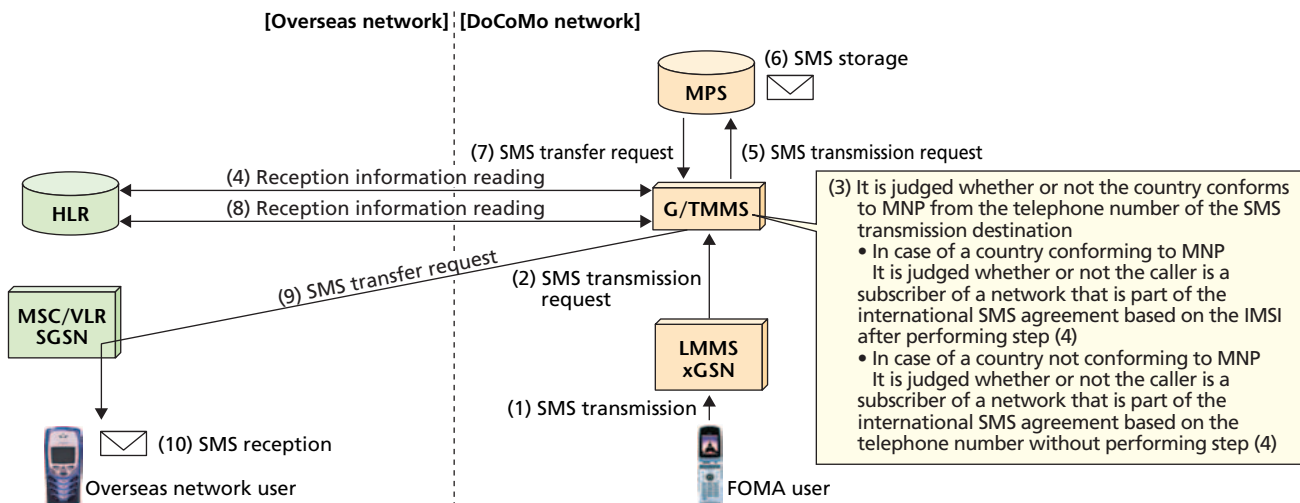 [Overseas network] [DoCoMo network]
(6) SMS storage
MPS
(7) SMS transfer request
(5) SMS transmission request
(4) Reception information reading
HLR
G/TMMS
(8) Reception information reading
(3) It is judged whether or not the country conforms
to MNP from the telephone number of the SMS
transmission destination
• In case of a country conforming to MNP
It is judged whether or not the caller is a
subscriber of a network that is part of the
international SMS agreement based on the IMSI
after performing step (4)
• In case of a country not conforming to MNP
It is judged whether or not the caller is a
subscriber of a network that is part of the
international SMS agreement based on the
telephone number without performing step (4)
(9) SMS transfer request
(2) SMS transmission
request
MSC/VLR
SGSN
LMMS
xGSN
(1) SMS transmission
(10) SMS reception
Overseas network user
FOMA user